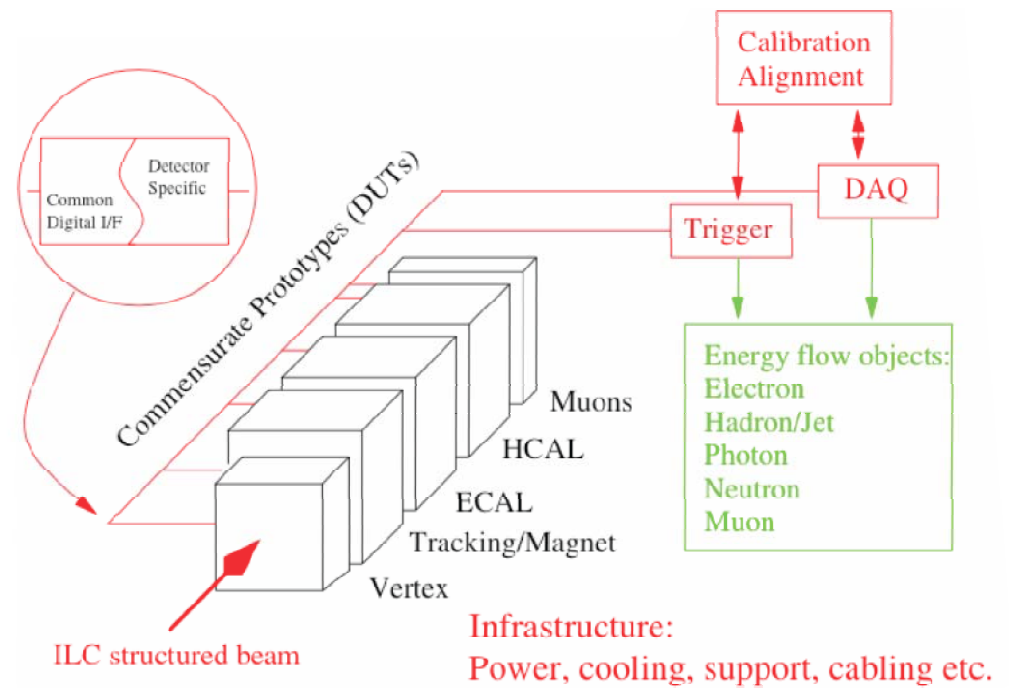 Calibration
Alignment
Common
Digital I/F
Detector
Specific
Commensurate Prototypes (DUTs)
DAQ
Trigger
Energy flow objects:
Electron
Hadron/Jet
Photon
Neutron
Muon
Muons
HCAL
ECAL
Tracking/Magnet
Vertex
ILC structured beam
Infrastructure:
Power, cooling, support, cabling etc.